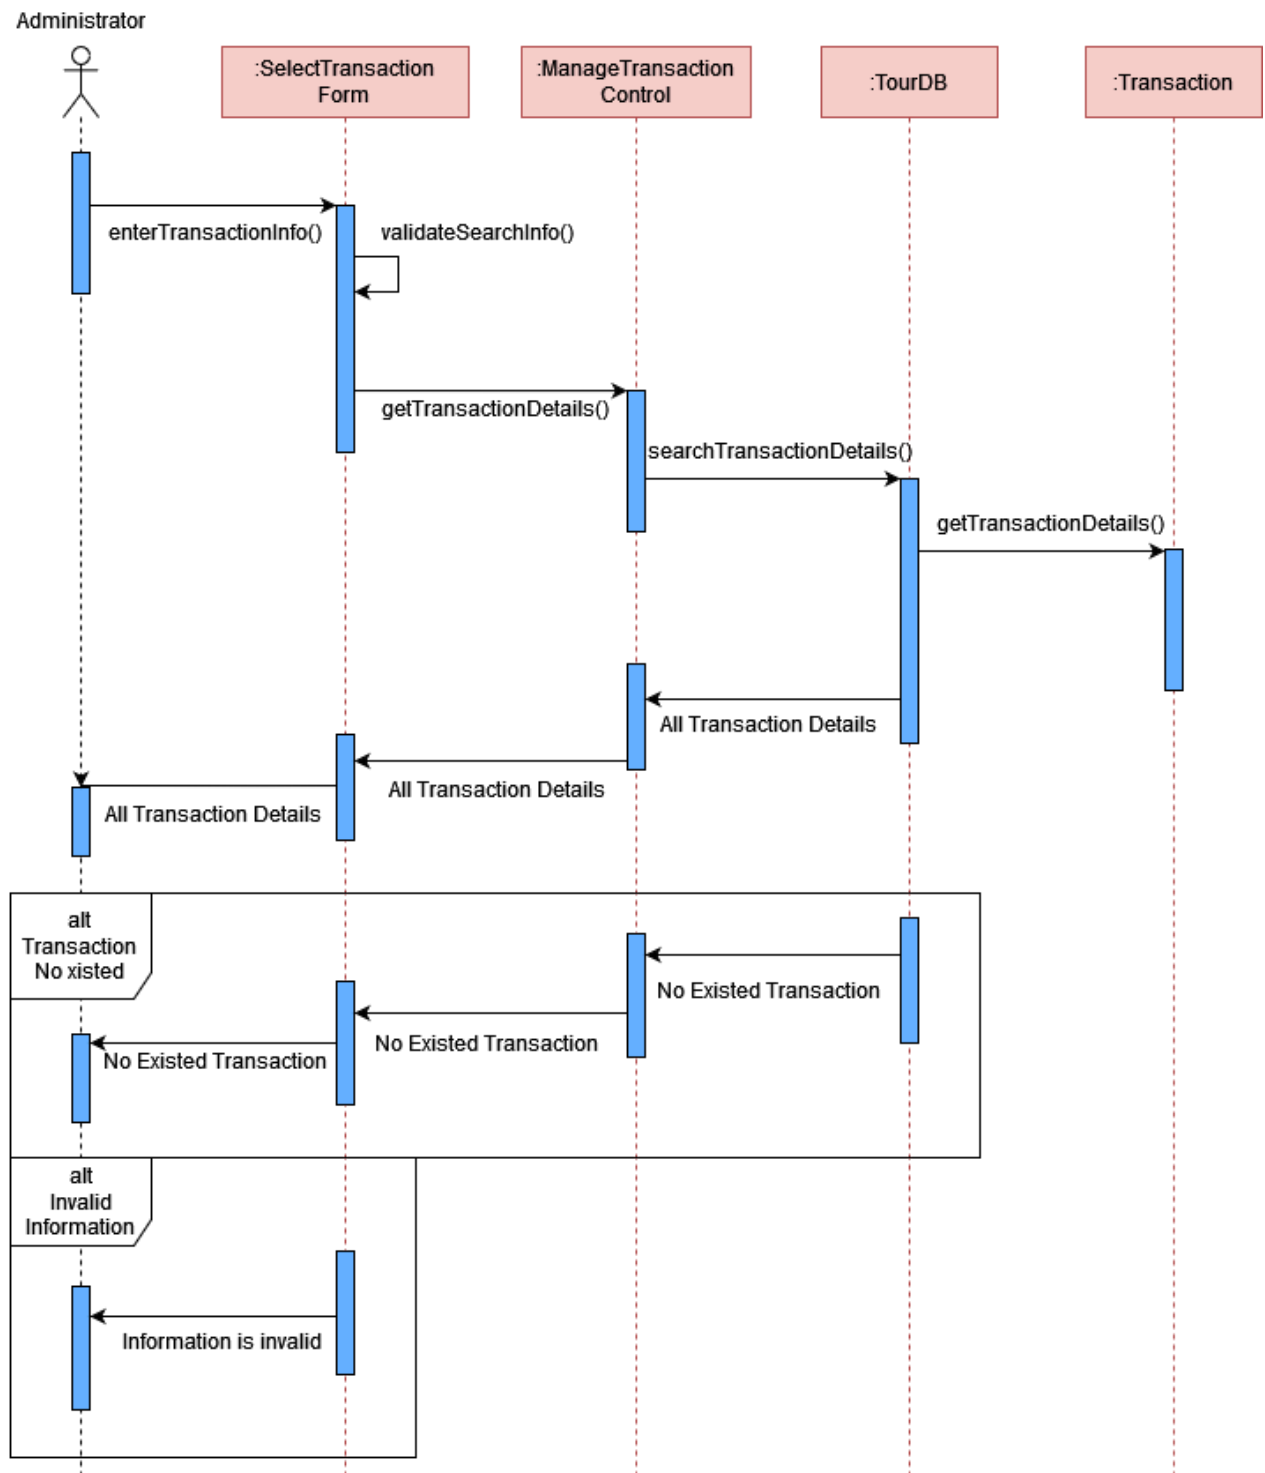 Administrator
:SelectTransaction
Form
:ManageTransaction
Control
:TourDB
:Transaction
enterTransactionInfo()
validateSearchInfo()
getTransactionDetails()
searchTransactionDetails()
getTransactionDetails()
All Transaction Details
All Transaction Details
All Transaction Details
alt
Transaction
No xisted
No Existed Transaction
No Existed Transaction
No Existed Transaction
alt
Invalid
Information
Information is invalid